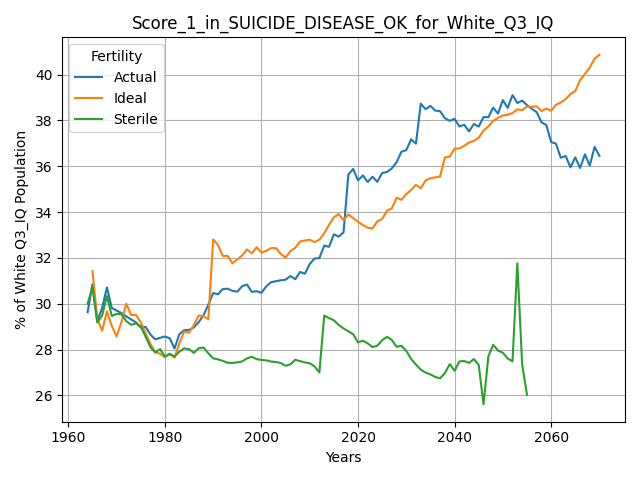 Score_1_in_SUICIDE_DISEASE_OK_for_White_Q3_IQ
Fertility
Actual
Ideal
Sterile
% of White Q3_IQ Population
40
38
36
34
32
30
28
26
1960
1980
2000
2020
2040
2060
Years